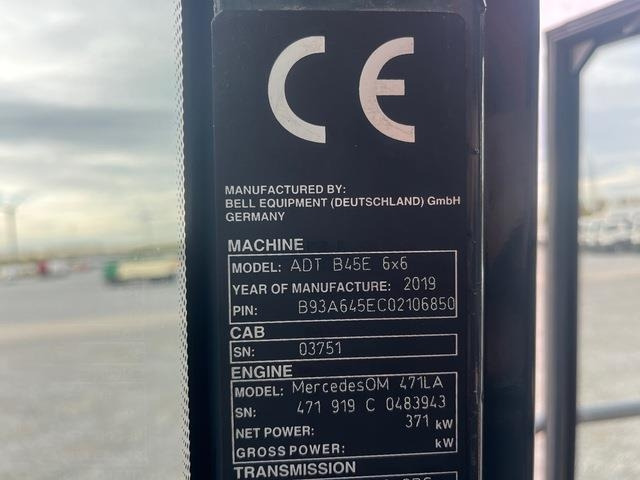 CE
MANUFACTURED BY:
BELL EQUIPMENT (DEUTSCHLAND) GmbH
GERMANY
MACHINE
MODEL: ADT B45E 6x6
YEAR OF MANUFACTURE: 2019
PIN: B93A645EC02106850
CAB
SN: 03751
ENGINE
MODEL: MercedesOM 471LA
SN: 471 919 C 0483943
NET POWER: 371 kW
GROSS POWER: kW
TRANSMISSION